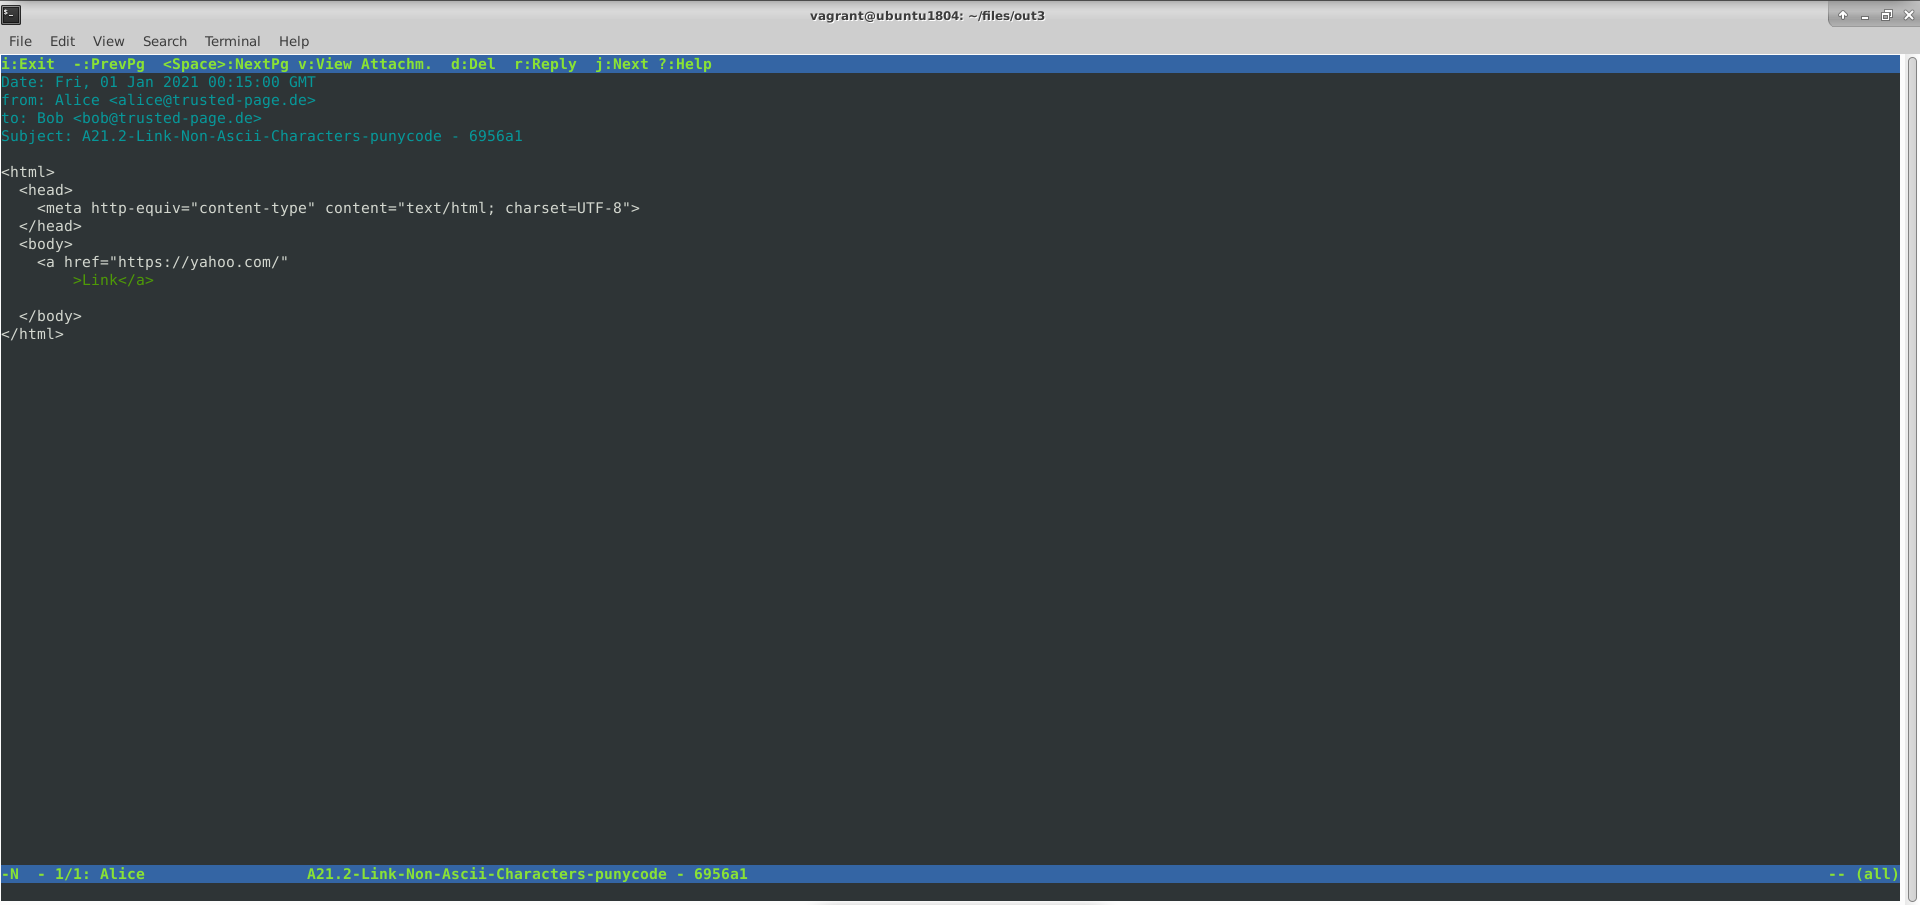 vagrant@ubuntu1804: ~/files/out3
File Edit View Search Terminal Help
i:Exit  -:PrevPg  <Space>:NextPg v:View Attachm.  d:Del  r:Reply  j:Next ?:Help
Date: Fri, 01 Jan 2021 00:15:00 GMT
from: Alice <alice@trusted-page.de>
to: Bob <bob@trusted-page.de>
Subject: A21.2-Link-Non-Ascii-Characters-punycode - 6956a1
<html>
  <head>
    <meta http-equiv="content-type" content="text/html; charset=UTF-8">
  </head>
  <body>
    <a href="https://yahoo.com/"
        >Link</a>
  </body>
</html>
-N  - 1/1: Alice                  A21.2-Link-Non-Ascii-Characters-punycode - 6956a1                  -- (all)